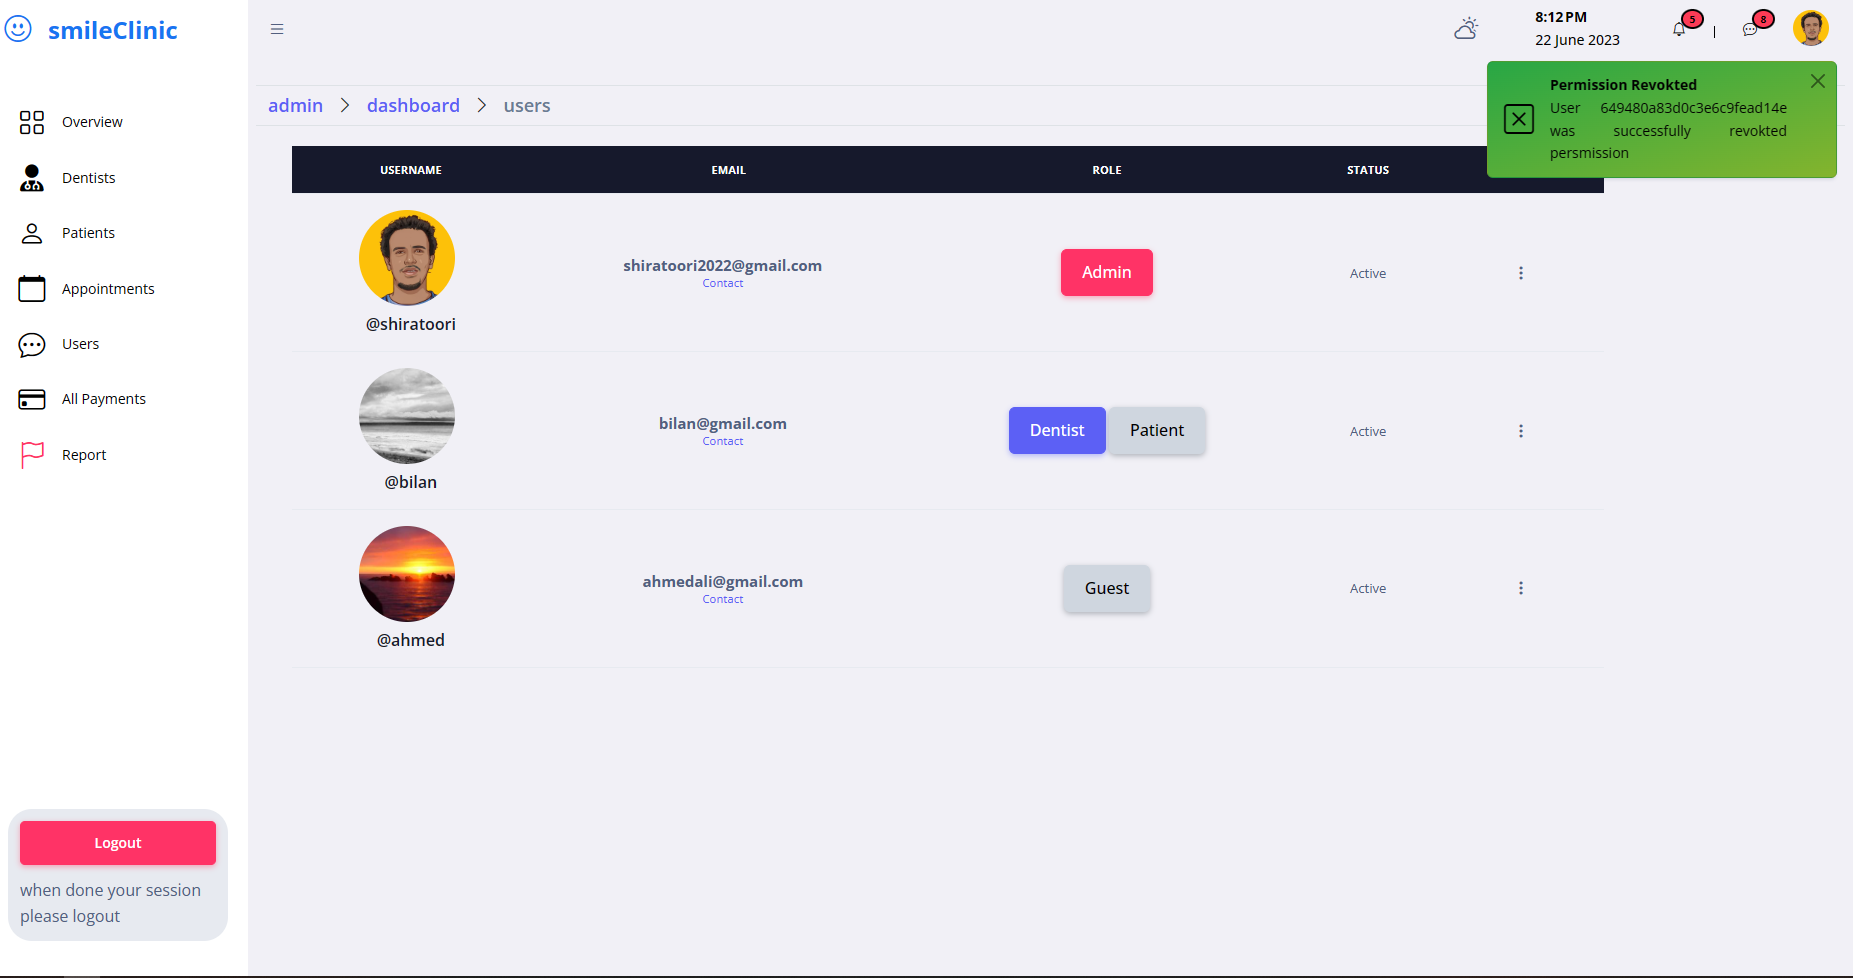 smileClinic
8:12 PM
22 June 2023
5
8
Overview
Dentists
Patients
Appointments
Users
All Payments
Report
Logout
when done your session
please logout
admin > dashboard > users
Permission Revokted
User 649480a83d0c3e6c9fead14e
was successfully revokted
persmission
USERNAME EMAIL ROLE STATUS
@shiratoori
shiratoori2022@gmail.com
Contact
Admin
Active
@bilan
bilan@gmail.com
Contact
Dentist Patient
Active
@ahmed
ahmedali@gmail.com
Contact
Guest
Active